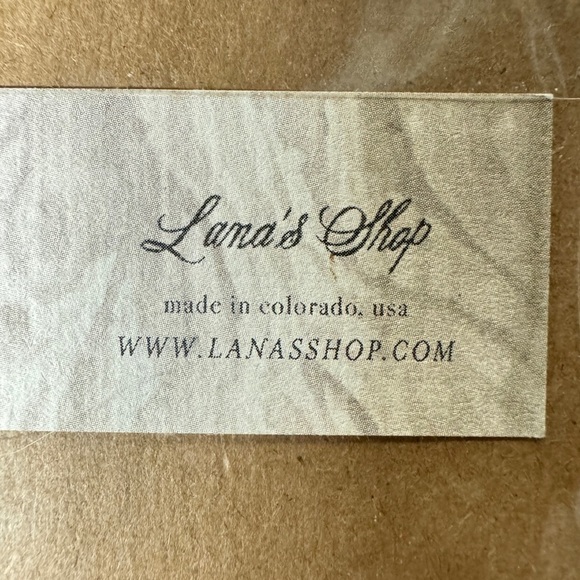 Lana's Shop
made in colorado, usa
WWW.LANASSHOP.COM